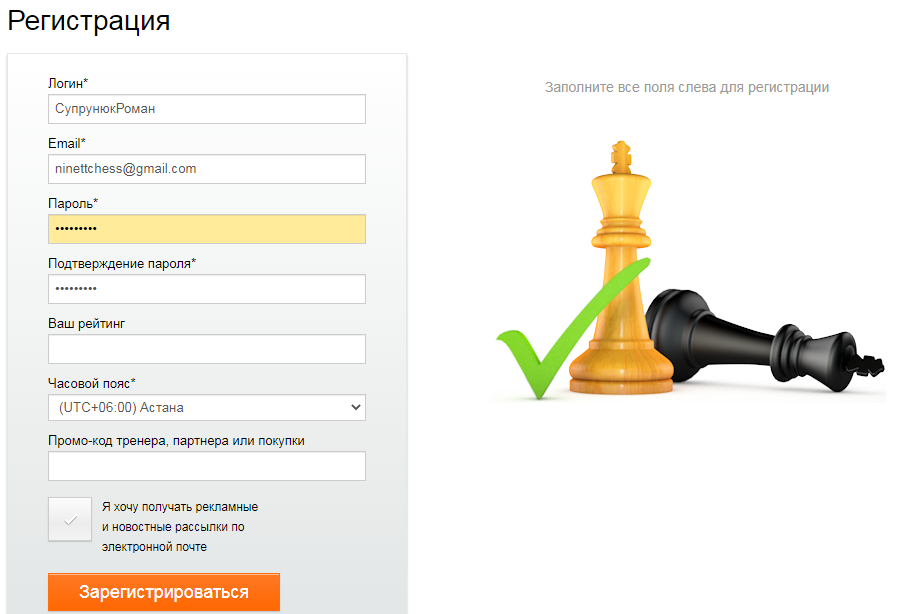 Регистрация
Логин*
СупрунюкРоман
Email*
ninettchess@gmail.com
Пароль*
•••••••••
Подтверждение пароля*
•••••••••
Ваш рейтинг
Часовой пояс*
(UTC+06:00) Астана
Промо-код тренера, партнера или покупки
Я хочу получать рекламные
и новостные рассылки по
электронной почте
Зарегистрироваться
Заполните все поля слева для регистрации